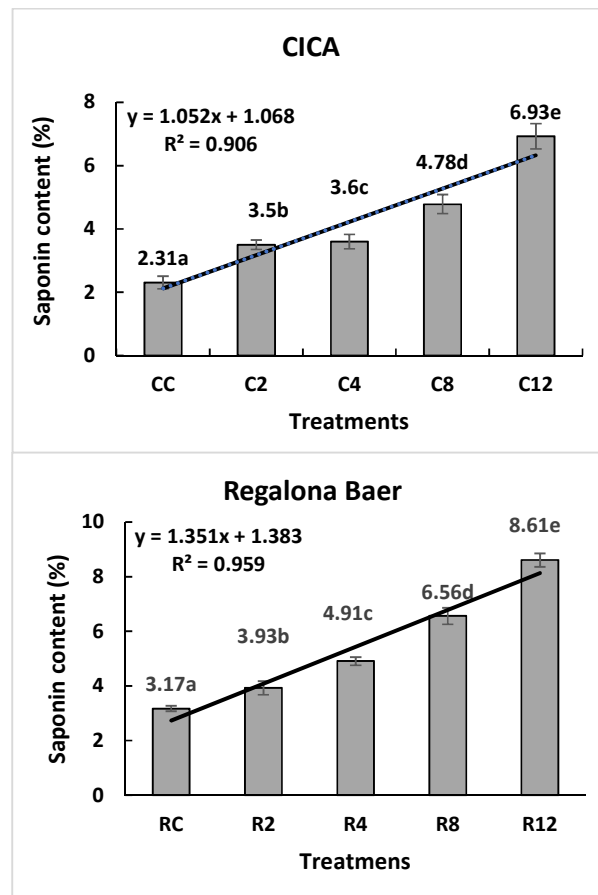 CICA
y = 1.052x + 1.068
R² = 0.906
8
6
4
2
0
Saponin content (%)
2.31a
3.5b
3.6c
4.78d
6.93e
CC C2 C4 C8 C12
Treatments
Regalona Baer
y = 1.351x + 1.383
R² = 0.959
10
8
6
4
2
0
Saponin content (%)
3.17a
3.93b
4.91c
6.56d
8.61e
RC R2 R4 R8 R12
Treatmens